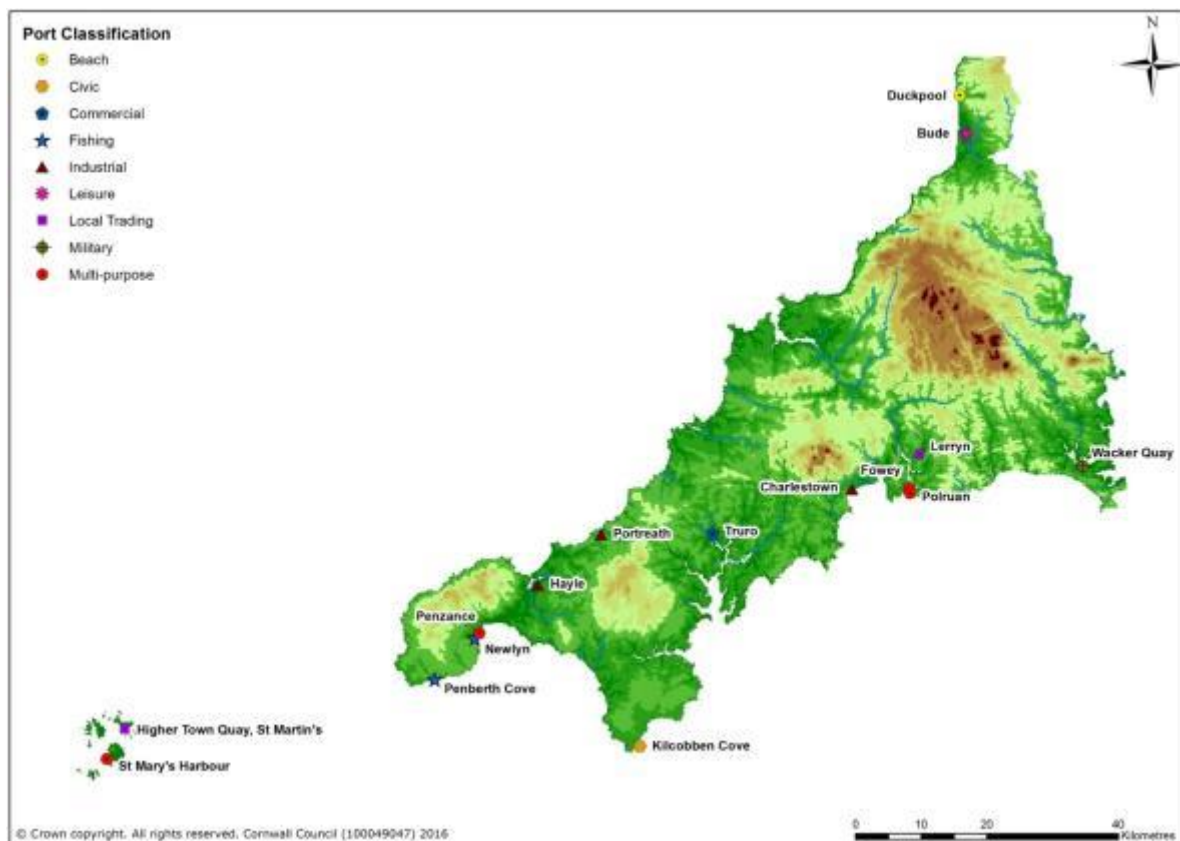 Port Classification
Beach
Civic
Commercial
Fishing
Industrial
Leisure
Local Trading
Military
Multi-purpose
N
Duckpool
Bude
Lerryn
Wacker Quay
Fowey
Charlestown
Polruan
Portreath
Truro
Hayle
Penzance
Newlyn
Penberth Cove
Higher Town Quay, St Martin's
Kilcobben Cove
St Mary's Harbour
© Crown copyright. All rights reserved. Cornwall Council (100049047) 2016
0 10 20 40
Kilometres